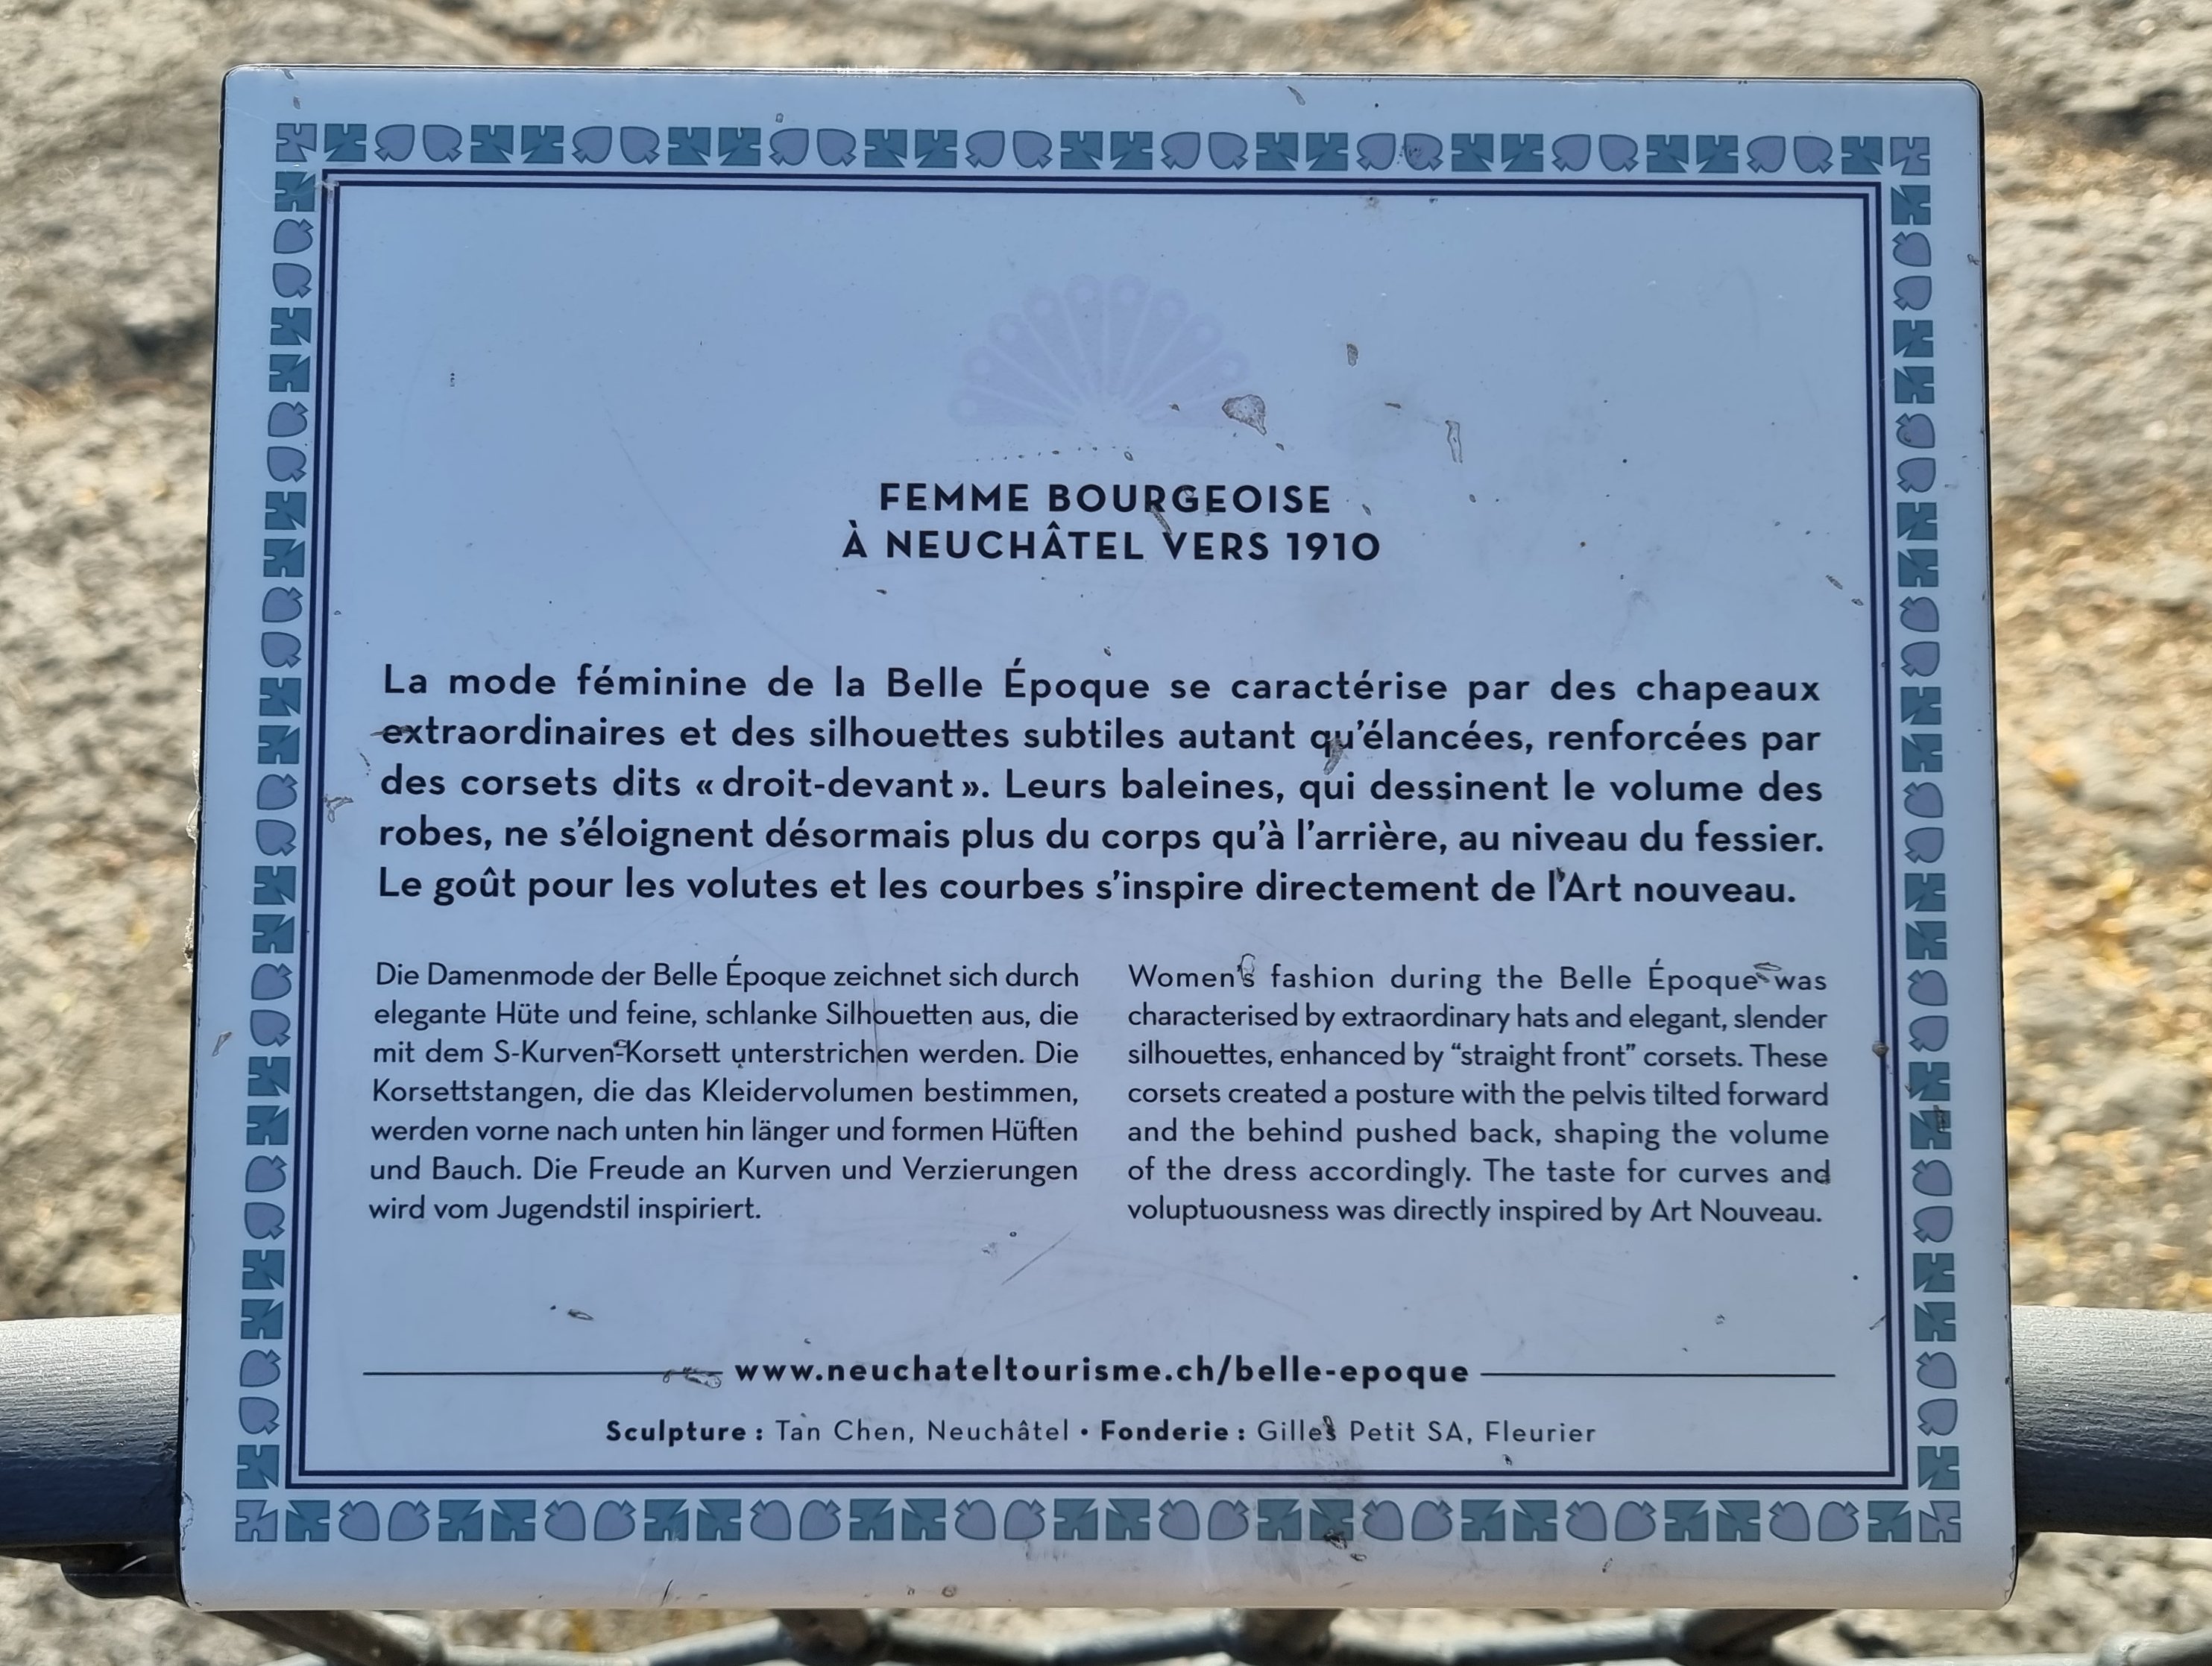 FEMME BOURGEOISE
À NEUCHÂTEL VERS 1910
La mode féminine de la Belle Époque se caractérise par des chapeaux
extraordinaires et des silhouettes subtiles autant qu’élancées, renforcées par
des corsets dits « droit-devant ». Leurs baleines, qui dessinent le volume des
robes, ne s’éloignent désormais plus du corps qu’à l’arrière, au niveau du fessier.
Le goût pour les volutes et les courbes s’inspire directement de l’Art nouveau.
Die Damenmode der Belle Époque zeichnet sich durch
elegante Hüte und feine, schlanke Silhouetten aus, die
mit dem S-Kurven-Korsett unterstrichen werden. Die
Korsettstangen, die das Kleidervolumen bestimmen,
werden vorne nach unten hin länger und formen Hüften
und Bauch. Die Freude an Kurven und Verzierungen
wird vom Jugendstil inspiriert.
Women’s fashion during the Belle Époque was
characterised by extraordinary hats and elegant, slender
silhouettes, enhanced by “straight front” corsets. These
corsets created a posture with the pelvis tilted forward
and the behind pushed back, shaping the volume
of the dress accordingly. The taste for curves and
voluptuousness was directly inspired by Art Nouveau.
www.neuchateltourisme.ch/belle-epoque
Sculpture : Tan Chen, Neuchâtel • Fonderie : Gilles Petit SA, Fleurier